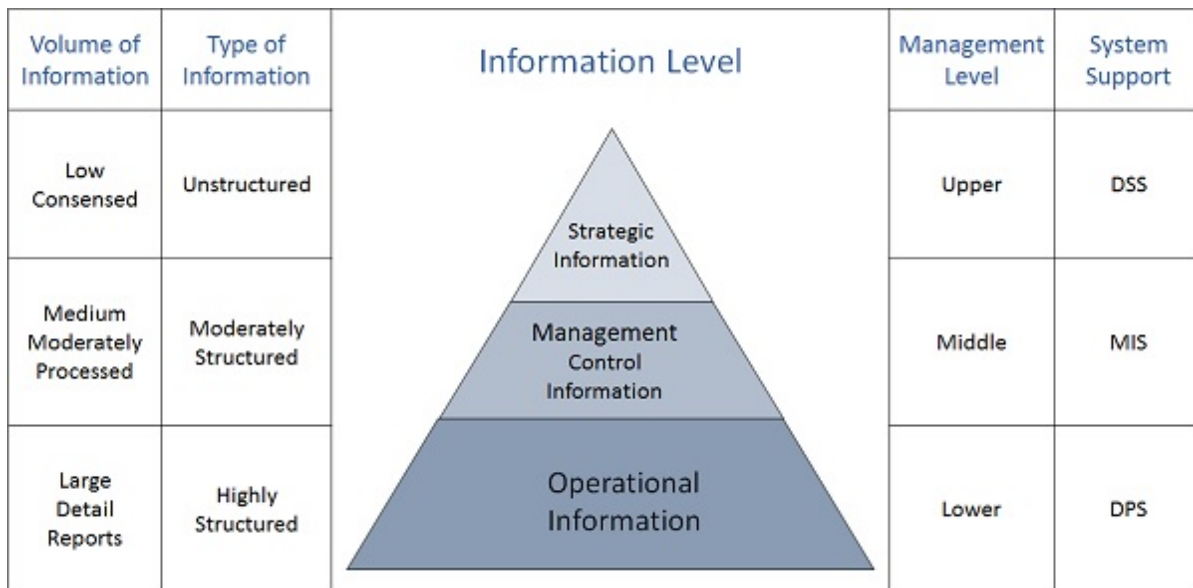 Volume of
Information
Type of
Information
Information Level
Management
Level
System
Support
Low
Consensed
Unstructured
Strategic
Information
Upper
DSS
Medium
Moderately
Processed
Moderately
Structured
Management
Control
Information
Middle
MIS
Large
Detail
Reports
Highly
Structured
Operational
Information
Lower
DPS